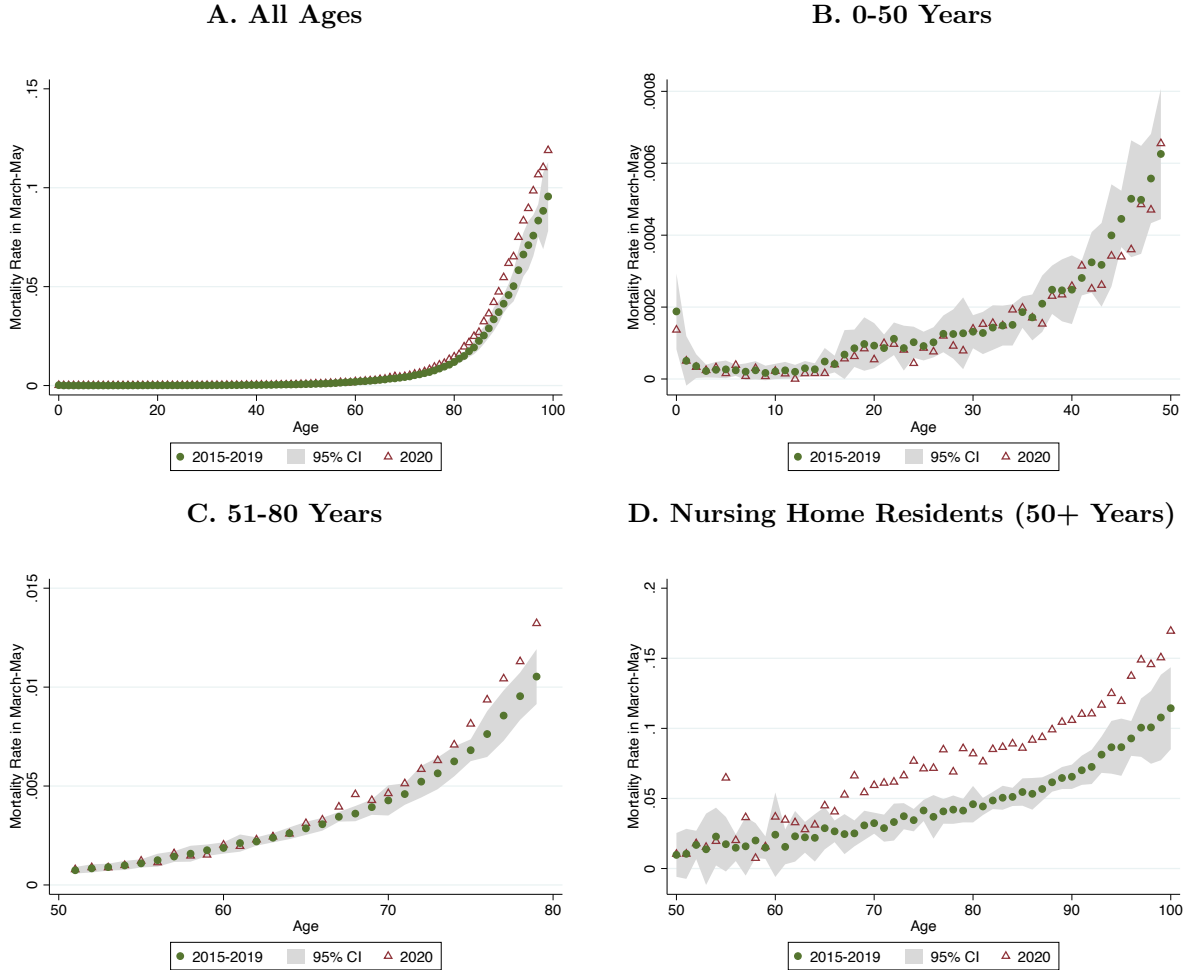 A. All Ages
Mortality Rate in March-May
0 .05 .1 .15
0 20 40 60 80 100
Age
2015-2019 95% CI 2020
B. 0-50 Years
Mortality Rate in March-May
0 .0002 .0004 .0006 .0008
0 10 20 30 40 50
Age
2015-2019 95% CI 2020
C. 51-80 Years
Mortality Rate in March-May
0 .005 .01 .015
50 60 70 80
Age
2015-2019 95% CI 2020
D. Nursing Home Residents (50+ Years)
Mortality Rate in March-May
0 .05 .1 .15 .2
50 60 70 80 90 100
Age
2015-2019 95% CI 2020